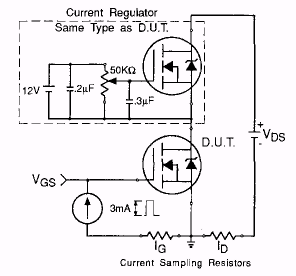 Current Regulator
Same Type as D.U.T.
50KΩ
12V
.2μF
.3μF
+
VDS
-
D.U.T.
VGS
3mA
IG
ID
Current Sampling Resistors